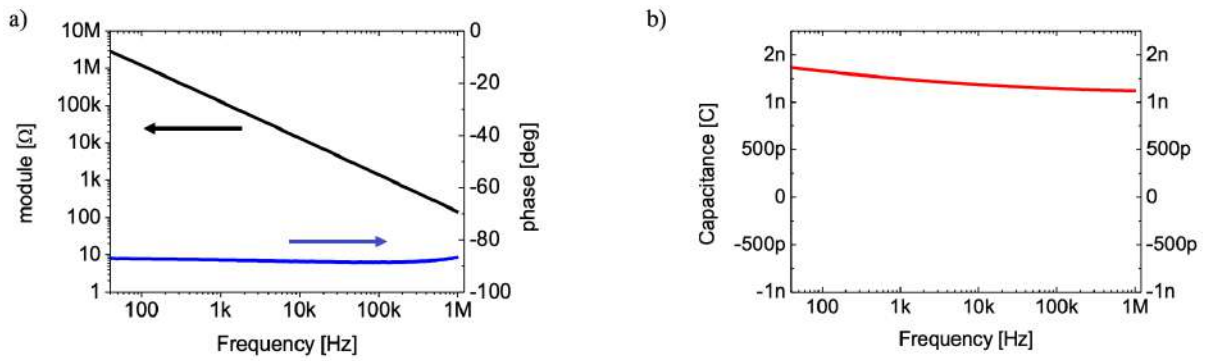 a)
10M
1M
100k
10k
1k
100
10
1
module [Ω]
0
-20
-40
-60
-80
-100
phase [deg]
100 1k 10k 100k 1M
Frequency [Hz]
b)
2n
1n
500p
0
-500p
-1n
Capacitance [C]
2n
1n
500p
0
-500p
-1n
100 1k 10k 100k 1M
Frequency [Hz]